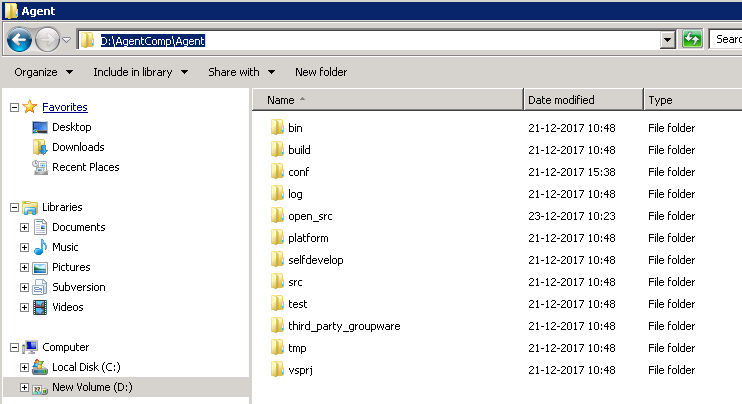 Agent
D:\AgentComp\Agent
Searc
Organize Include in library Share with New folder
Favorites
Desktop
Downloads
Recent Places
Libraries
Documents
Music
Pictures
Subversion
Videos
Computer
Local Disk (C:)
New Volume (D:)
Name Date modified Type
bin 21-12-2017 10:48 File folder
build 21-12-2017 10:48 File folder
conf 21-12-2017 15:38 File folder
log 21-12-2017 10:48 File folder
open_src 23-12-2017 10:23 File folder
platform 21-12-2017 10:48 File folder
selfdevelop 21-12-2017 10:48 File folder
src 21-12-2017 10:48 File folder
test 21-12-2017 10:48 File folder
third_party_groupware 21-12-2017 10:48 File folder
tmp 21-12-2017 10:48 File folder
vsprj 21-12-2017 10:48 File folder